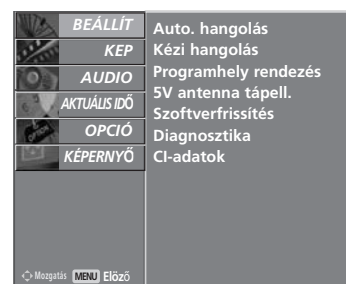 BEÁLLÍT
KEP
AUDIO
AKTUÁLIS IDŐ
OPCIÓ
KÉPERNYŐ
Auto. hangolás
Kézi hangolás
Programhely rendezés
5V antenna tápell.
Szoftverfrissítés
Diagnosztika
CI-adatok
Mozgatás MENU Előző